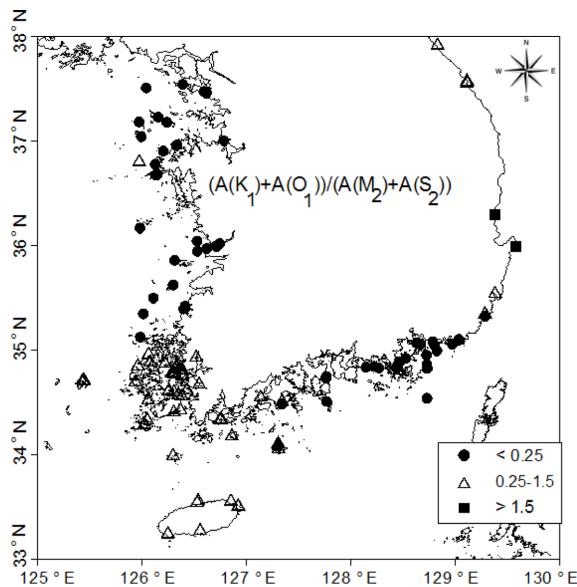 38° N
37° N
36° N
35° N
34° N
33° N
N
W E
S
(A(K₁)+A(O₁))/(A(M₂)+A(S₂))
< 0.25
0.25-1.5
> 1.5
125° E 126° E 127° E 128° E 129° E 130° E